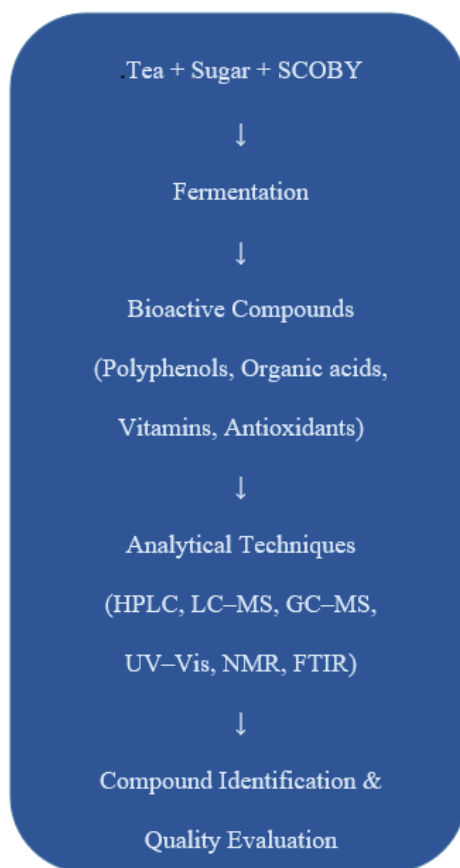 .Tea + Sugar + SCOBY
↓
Fermentation
↓
Bioactive Compounds
(Polyphenols, Organic acids,
Vitamins, Antioxidants)
↓
Analytical Techniques
(HPLC, LC–MS, GC–MS,
UV–Vis, NMR, FTIR)
↓
Compound Identification &
Quality Evaluation